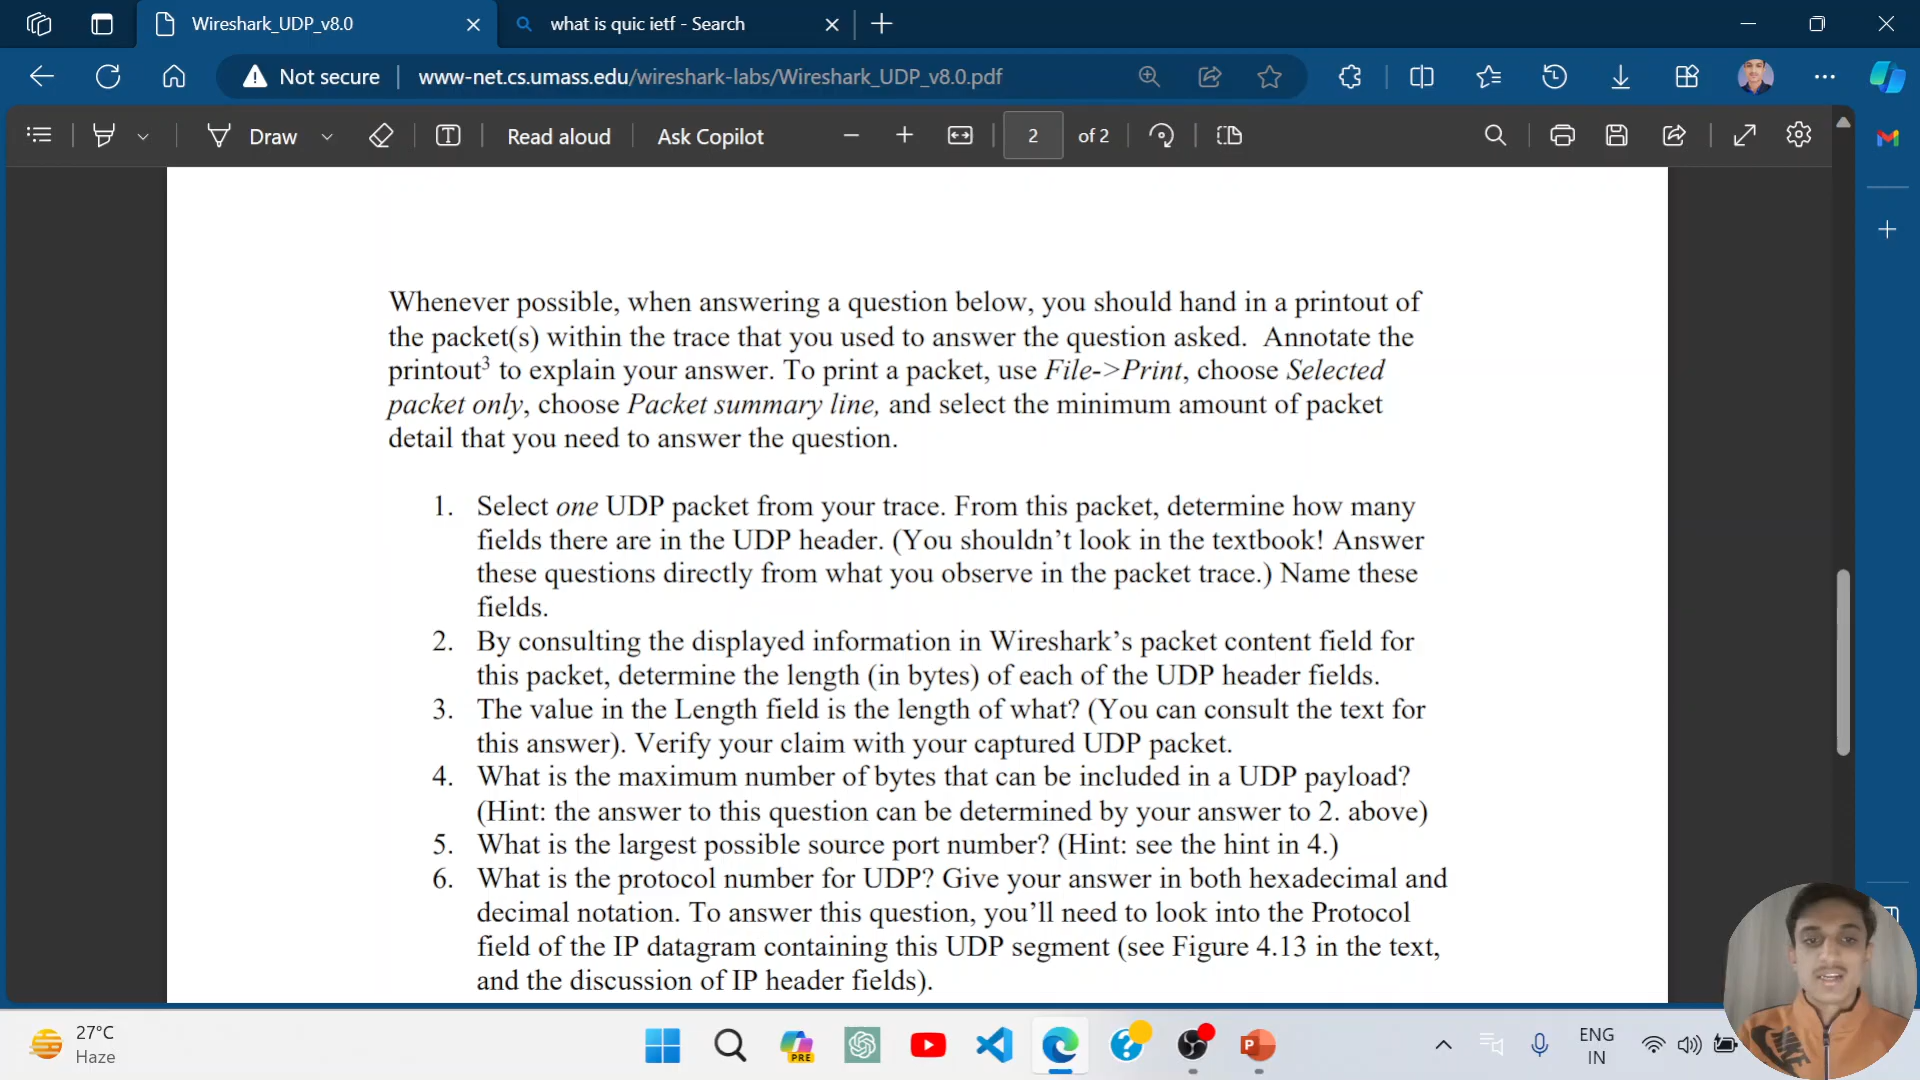 Wireshark_UDP_v8.0
what is quic ietf - Search
Not secure
www-net.cs.umass.edu/wireshark-labs/Wireshark_UDP_v8.0.pdf
Draw
Read aloud
Ask Copilot
2
of 2
Whenever possible, when answering a question below, you should hand in a printout of
the packet(s) within the trace that you used to answer the question asked.  Annotate the
printout3 to explain your answer. To print a packet, use File->Print, choose Selected
packet only, choose Packet summary line, and select the minimum amount of packet
detail that you need to answer the question.
1. Select one UDP packet from your trace. From this packet, determine how many
fields there are in the UDP header. (You shouldn’t look in the textbook! Answer
these questions directly from what you observe in the packet trace.) Name these
fields.
2. By consulting the displayed information in Wireshark’s packet content field for
this packet, determine the length (in bytes) of each of the UDP header fields.
3. The value in the Length field is the length of what? (You can consult the text for
this answer). Verify your claim with your captured UDP packet.
4. What is the maximum number of bytes that can be included in a UDP payload?
(Hint: the answer to this question can be determined by your answer to 2. above)
5. What is the largest possible source port number? (Hint: see the hint in 4.)
6. What is the protocol number for UDP? Give your answer in both hexadecimal and
decimal notation. To answer this question, you’ll need to look into the Protocol
field of the IP datagram containing this UDP segment (see Figure 4.13 in the text,
and the discussion of IP header fields).
27°C
Haze
PRE
ENG
IN